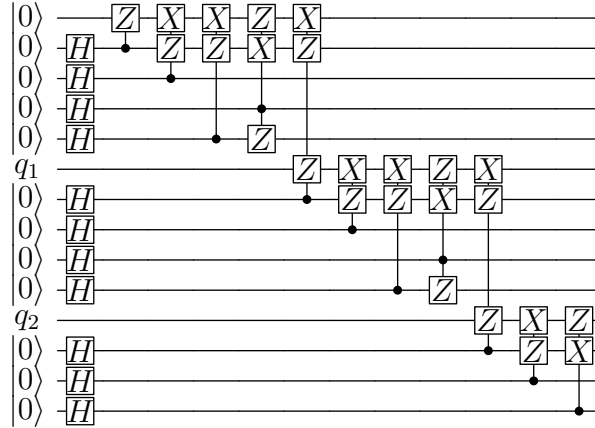 |0⟩ Z X X Z X
|0⟩ H Z Z X Z
|0⟩ H
|0⟩ H
|0⟩ H Z
q₁ Z X X Z X
|0⟩ H Z Z X Z
|0⟩ H
|0⟩ H
|0⟩ H Z
q₂ Z X Z
|0⟩ H Z X
|0⟩ H
|0⟩ H